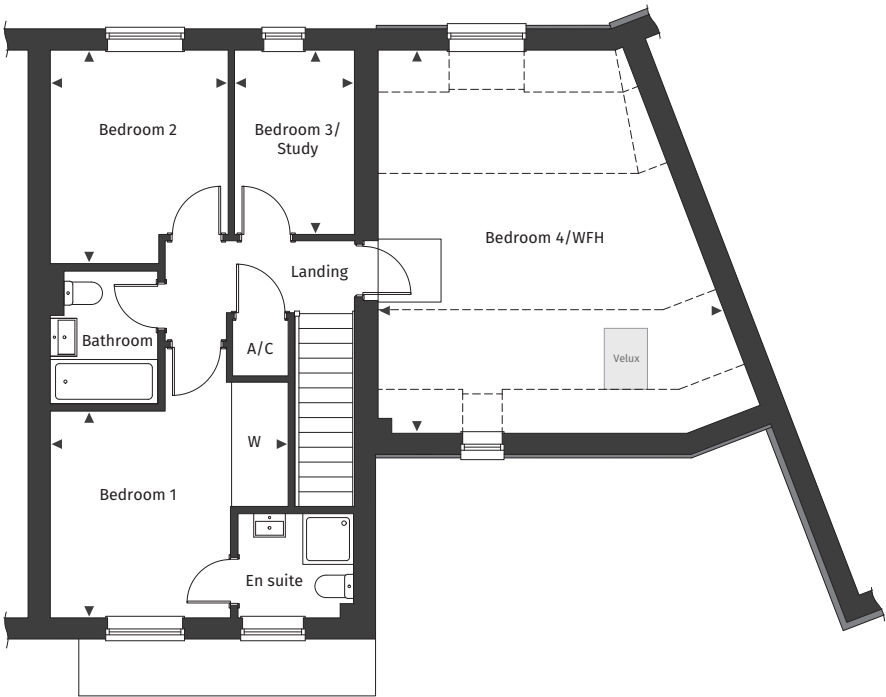 Bedroom 2
Bedroom 3/
Study
Bedroom 4/WFH
Landing
Bathroom
A/C
Velux
W
Bedroom 1
En suite